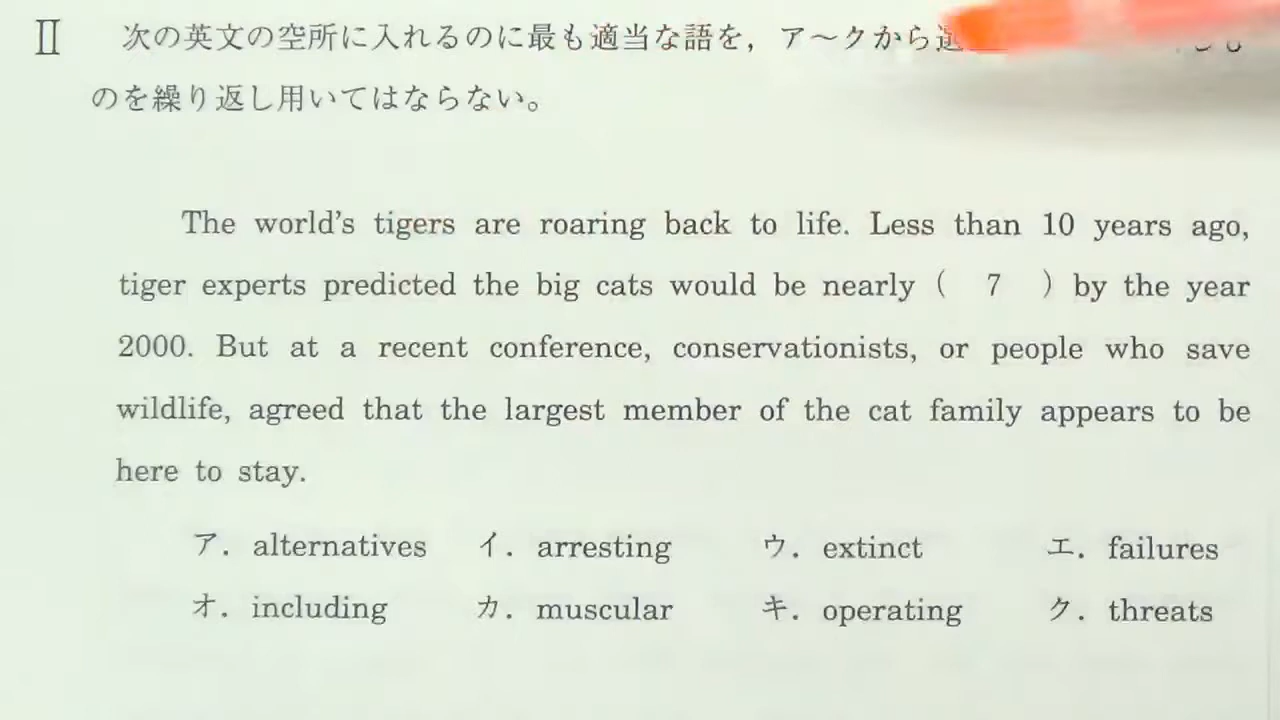 Ⅱ 次の英文の空所に入れるのに最も適当な語を，ア～クから選
のを繰り返し用いてはならない。
The world's tigers are roaring back to life. Less than 10 years ago,
tiger experts predicted the big cats would be nearly ( 7 ) by the year
2000. But at a recent conference, conservationists, or people who save
wildlife, agreed that the largest member of the cat family appears to be
here to stay.
ア．alternatives イ．arresting ウ．extinct エ．failures
オ．including カ．muscular キ．operating ク．threats